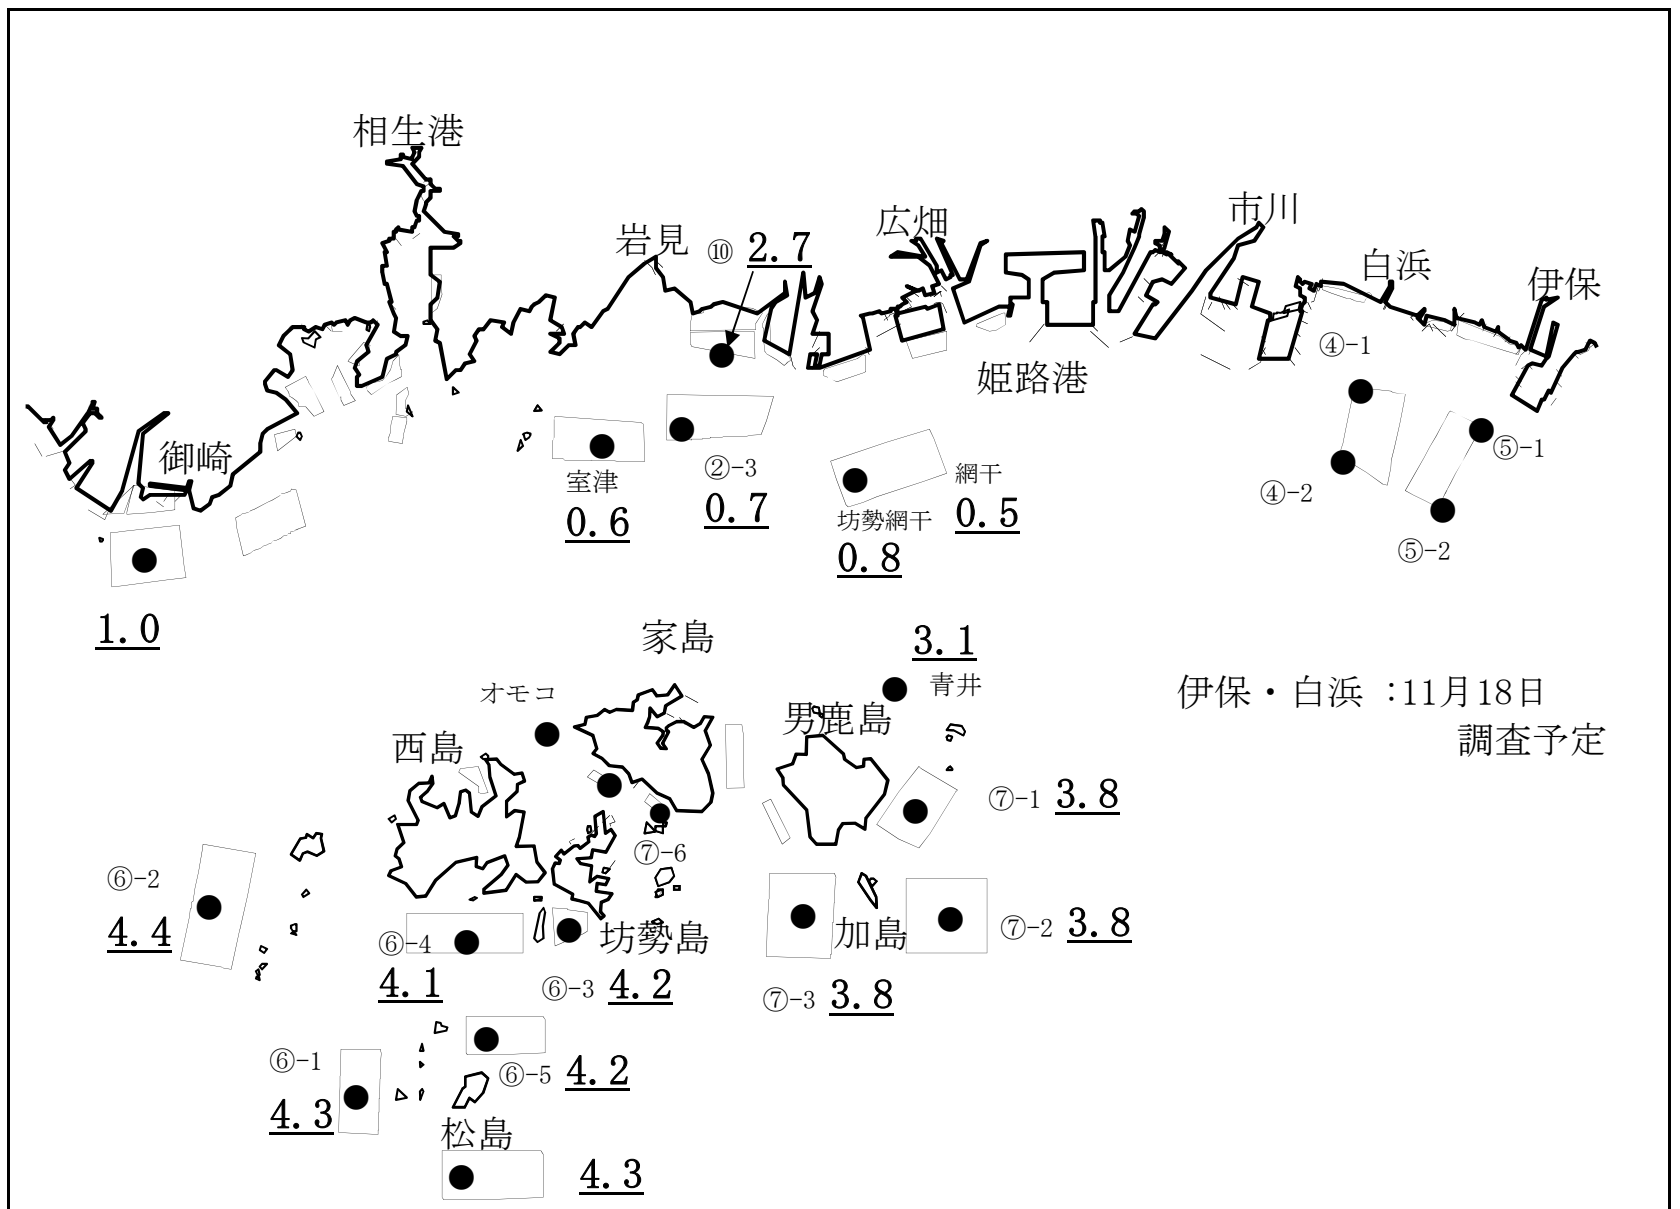 相生港
市川
広畑
岩見
⑩ 2.7
白浜
伊保
④-1
姫路港
御崎
⑤-1
②-3
0.7
室津
0.6
網干
0.5
坊勢網干
0.8
④-2
⑤-2
1.0
家島
3.1
青井
オモコ
男鹿島
西島
伊保・白浜 :11月18日
調査予定
⑦-1 3.8
⑦-6
⑥-2
4.4
⑥-4
4.1
坊勢島
⑥-3 4.2
加島
⑦-2 3.8
⑦-3 3.8
⑥-1
4.3
⑥-5 4.2
松島
4.3